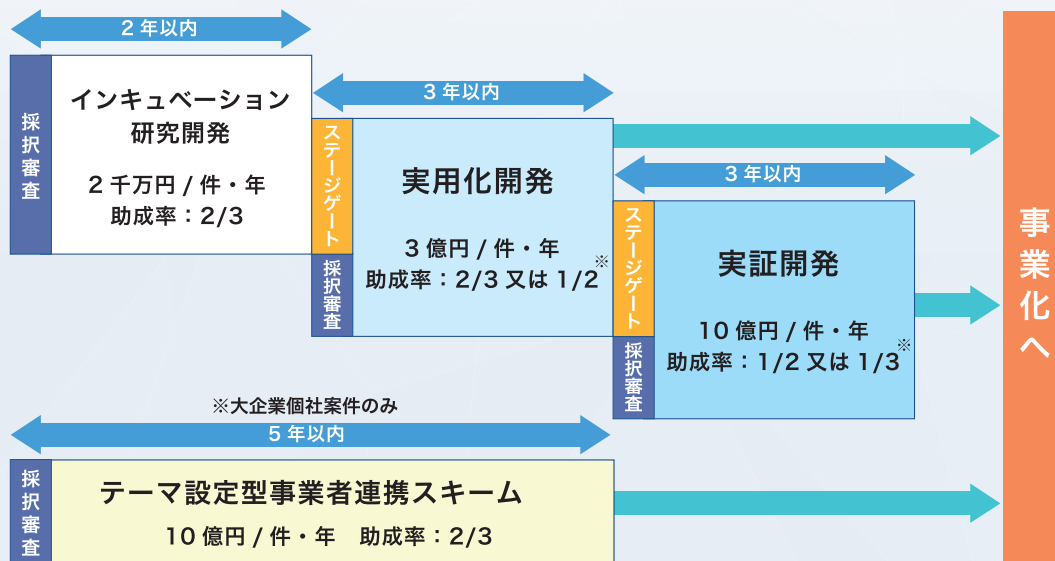 2年以内
採択審査
インキュベーション
研究開発
2千万円/件・年
助成率：2/3
3年以内
ステージゲート
採択審査
実用化開発
3億円/件・年
助成率：2/3又は1/2※
3年以内
ステージゲート
採択審査
実証開発
10億円/件・年
助成率：1/2又は1/3※
事業化へ
※大企業個社案件のみ
5年以内
採択審査
テーマ設定型事業者連携スキーム
10億円/件・年　助成率：2/3